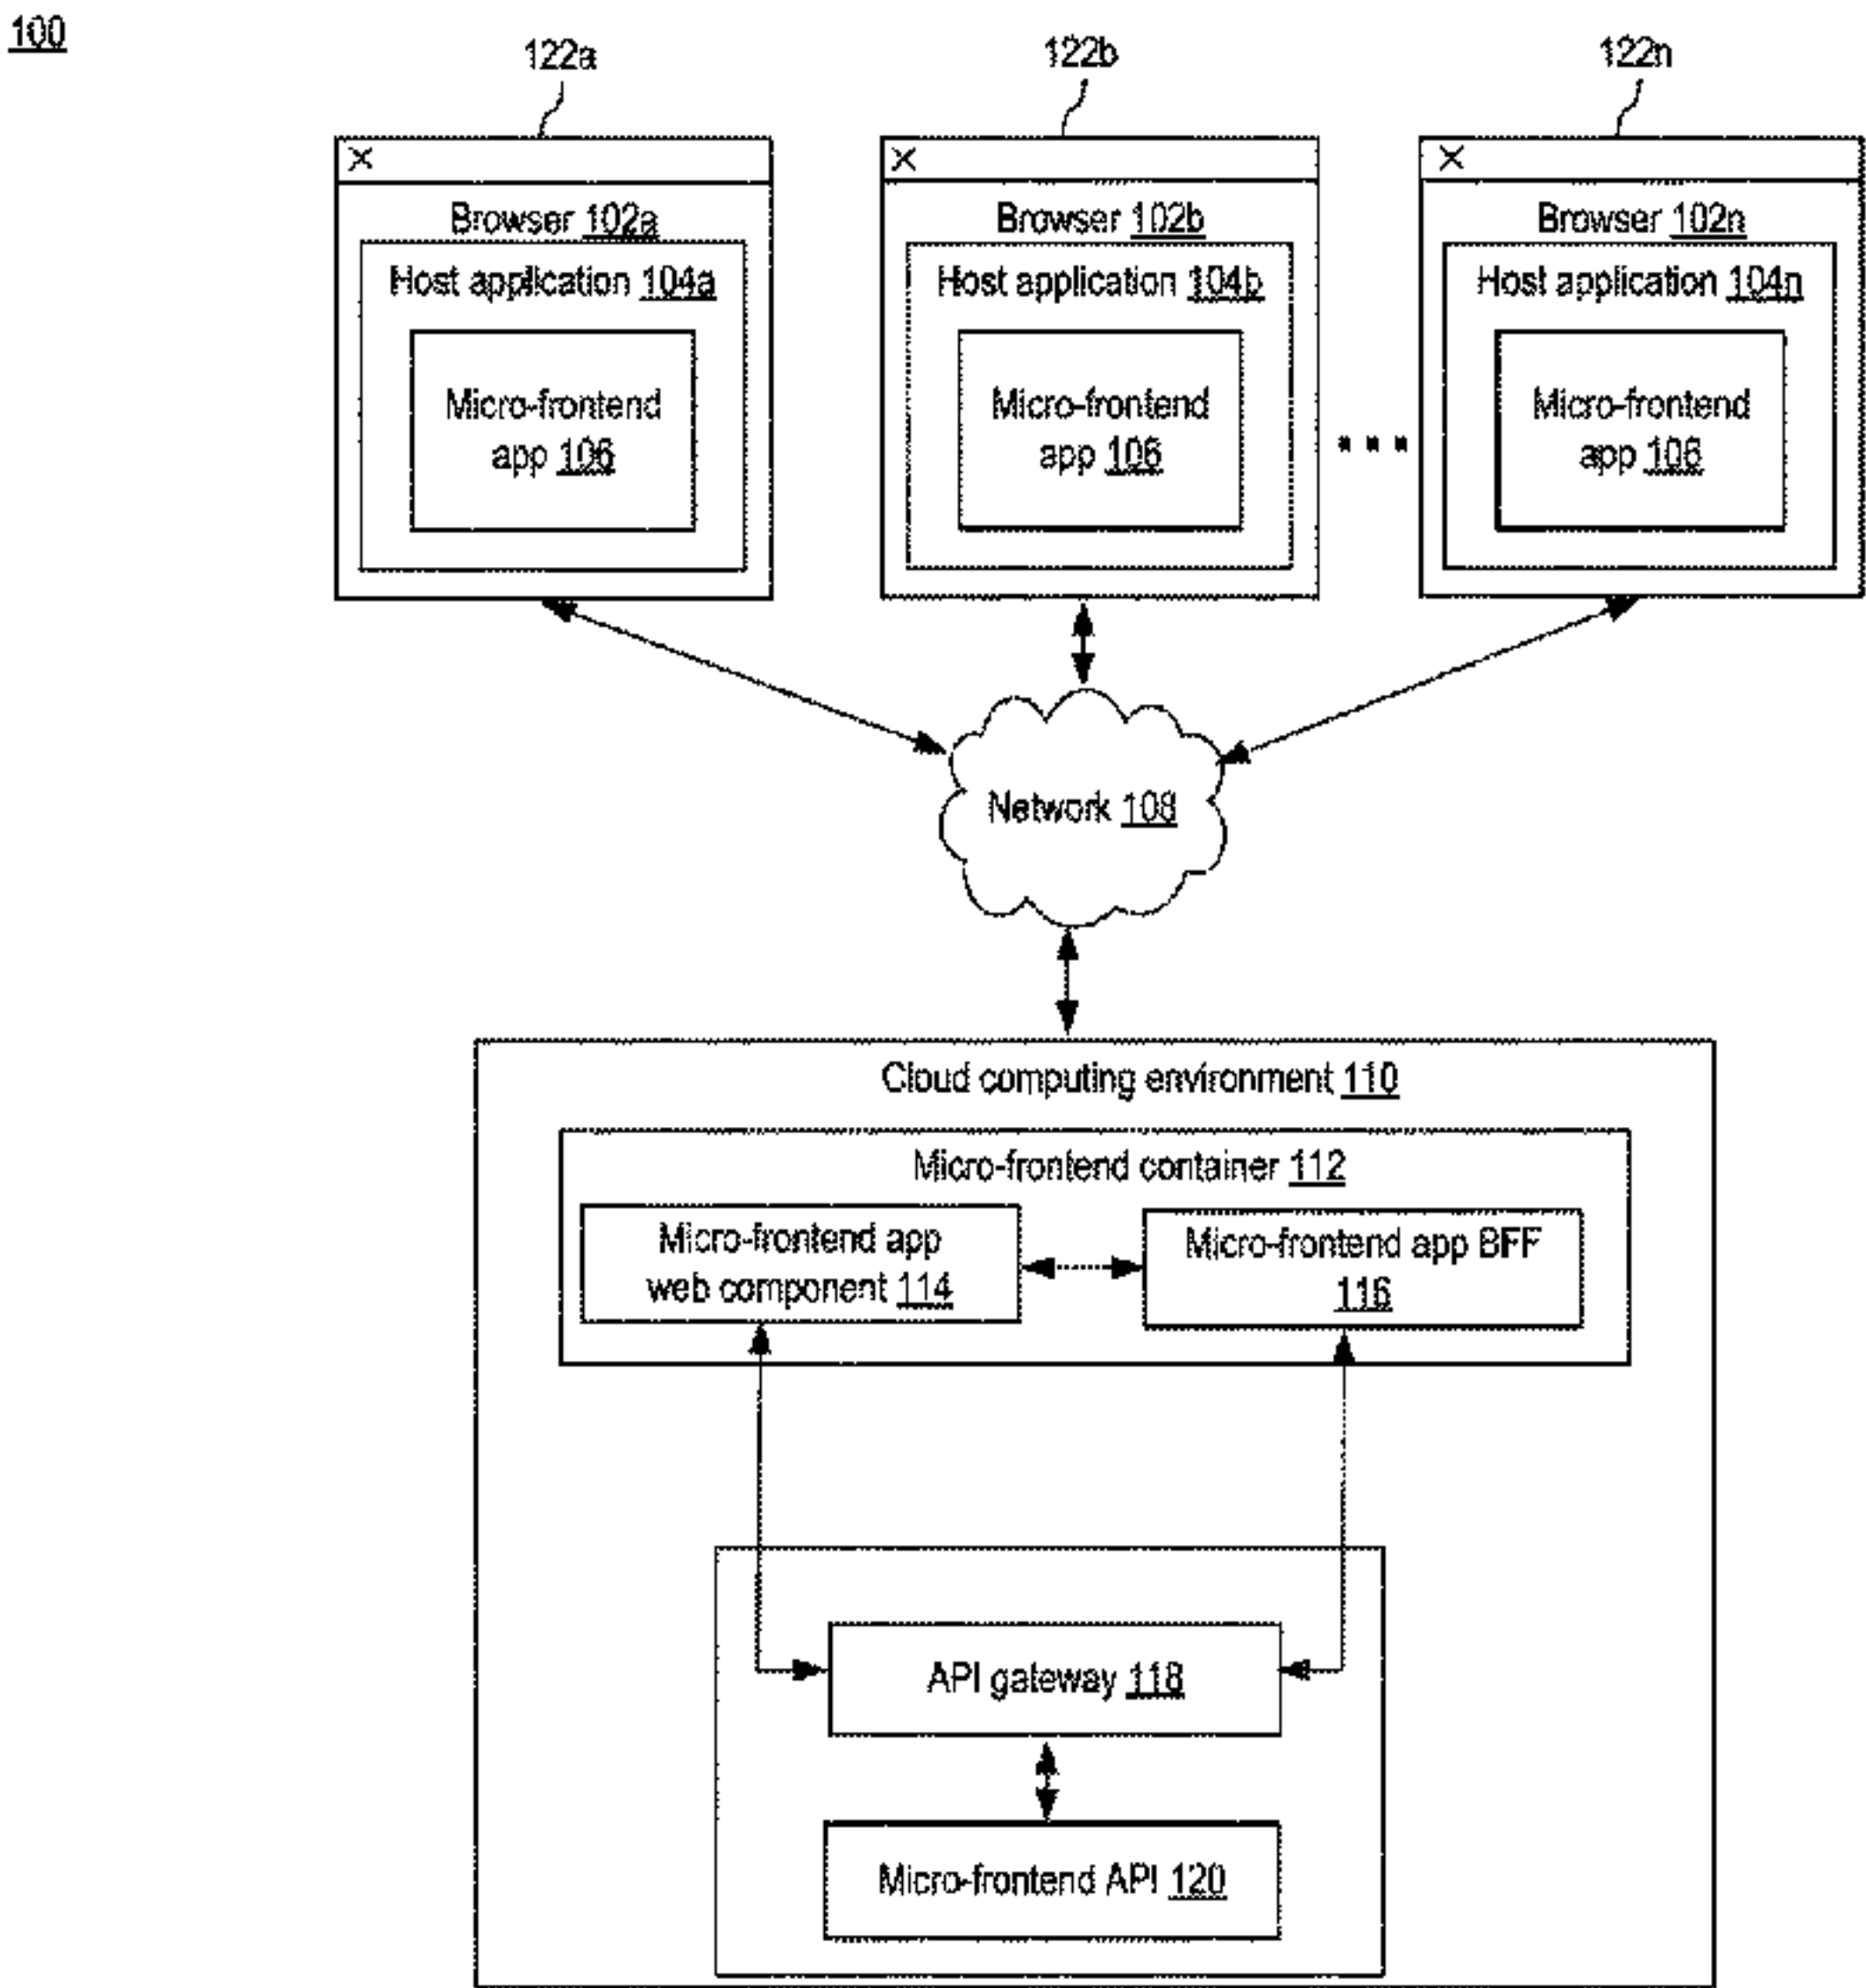 100
122a
122b
122n
Browser 102a
Host application 104a
Micro-frontend
app 106
Browser 102b
Host application 104b
Micro-frontend
app 106
Browser 102n
Host application 104n
Micro-frontend
app 106
Network 108
Cloud computing environment 110
Micro-frontend container 112
Micro-frontend app
web component 114
Micro-frontend app BFF
116
API gateway 118
Micro-frontend API 120